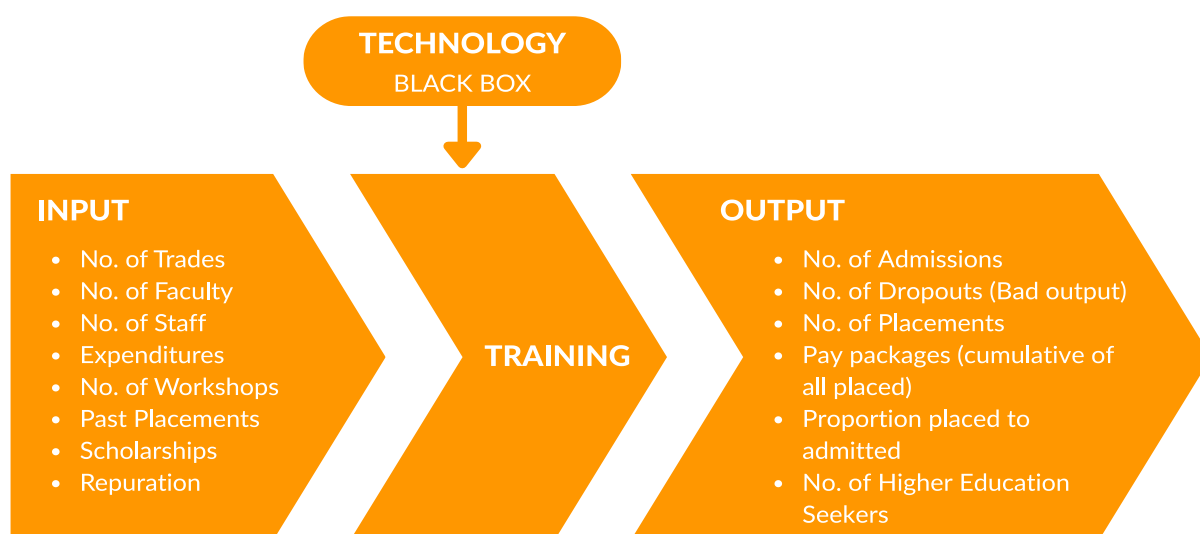 TECHNOLOGY
BLACK BOX
INPUT
• No. of Trades
• No. of Faculty
• No. of Staff
• Expenditures
• No. of Workshops
• Past Placements
• Scholarships
• Repuration
TRAINING
OUTPUT
• No. of Admissions
• No. of Dropouts (Bad output)
• No. of Placements
• Pay packages (cumulative of
all placed)
• Proportion placed to
admitted
• No. of Higher Education
Seekers